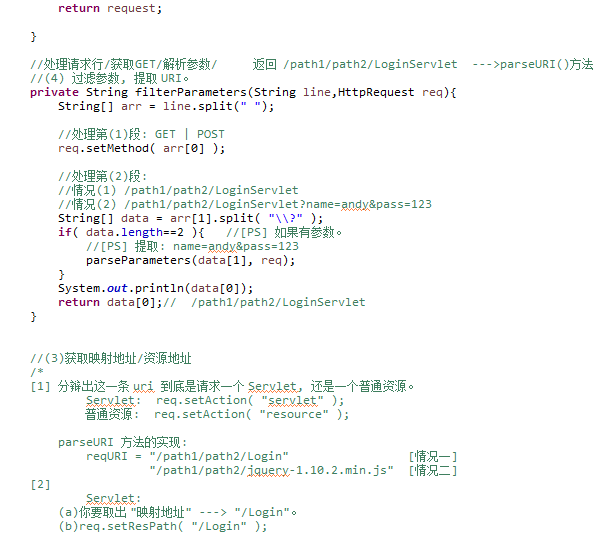 return request;
}
//处理请求行/获取GET/解析参数/     返回 /path1/path2/LoginServlet  --->parseURI()方法
//(4) 过滤参数, 提取 URI。
private String filterParameters(String line,HttpRequest req){
String[] arr = line.split(" ");
//处理第(1)段: GET | POST
req.setMethod( arr[0] );
//处理第(2)段:
//情况(1) /path1/path2/LoginServlet
//情况(2) /path1/path2/LoginServlet?name=andy&pass=123
String[] data = arr[1].split( "\\?" );
if( data.length==2 ){   //[PS] 如果有参数。
//[PS] 提取: name=andy&pass=123
parseParameters(data[1], req);
}
System.out.println(data[0]);
return data[0];//  /path1/path2/LoginServlet
}
//(3)获取映射地址/资源地址
/*
[1] 分辩出这一条 uri 到底是请求一个 Servlet, 还是一个普通资源。
Servlet:  req.setAction( "servlet" );
普通资源:  req.setAction( "resource" );
parseURI 方法的实现:
reqURI = "/path1/path2/Login"                 [情况一]
"/path1/path2/jquery-1.10.2.min.js"  [情况二]
[2]
Servlet:
(a)你要取出 "映射地址" ---> "/Login"。
(b)req.setResPath( "/Login" );